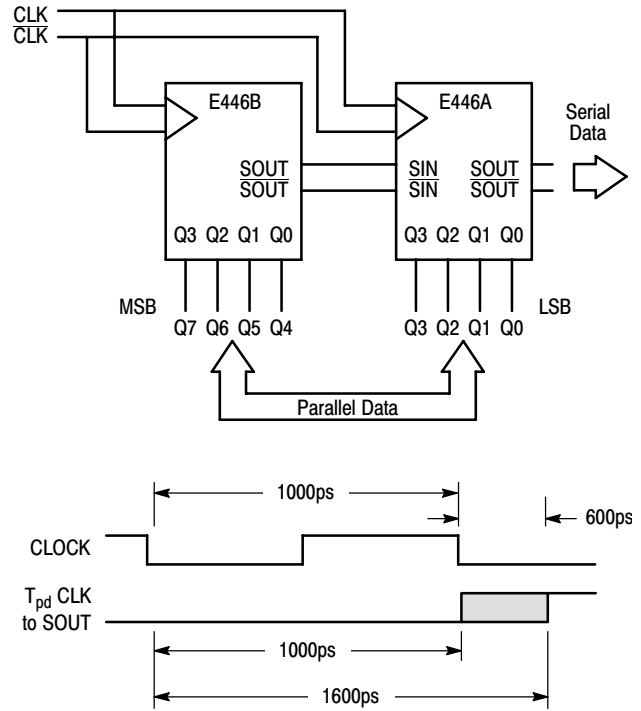 CLK
CLK
E446B
E446A
Serial
Data
SOUT
SOUT
SIN
SIN
SOUT
SOUT
Q3 Q2 Q1 Q0
Q3 Q2 Q1 Q0
MSB
LSB
Q7 Q6 Q5 Q4
Q3 Q2 Q1 Q0
Parallel Data
1000ps
600ps
CLOCK
Tpd CLK
to SOUT
1000ps
1600ps